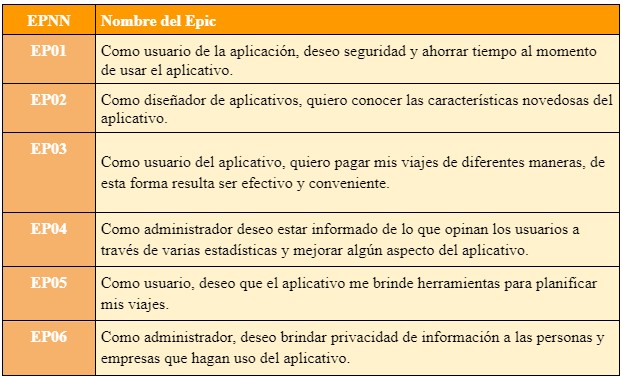 EPNN Nombre del Epic
EP01 Como usuario de la aplicación, deseo seguridad y ahorrar tiempo al momento
de usar el aplicativo.
EP02 Como diseñador de aplicativos, quiero conocer las características novedosas del
aplicativo.
EP03
Como usuario del aplicativo, quiero pagar mis viajes de diferentes maneras, de
esta forma resulta ser efectivo y conveniente.
EP04 Como administrador deseo estar informado de lo que opinan los usuarios a
través de varias estadísticas y mejorar algún aspecto del aplicativo.
EP05 Como usuario, deseo que el aplicativo me brinde herramientas para planificar
mis viajes.
EP06 Como administrador, deseo brindar privacidad de información a las personas y
empresas que hagan uso del aplicativo.